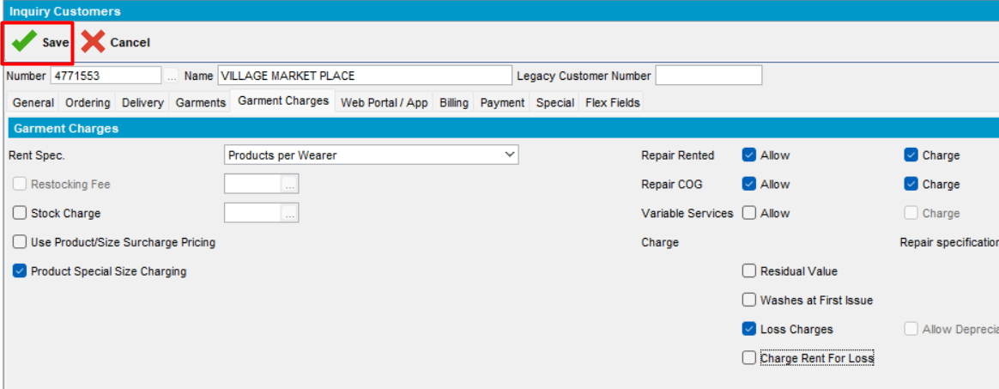 Inquiry Customers
Save Cancel
Number 4771553 ... Name VILLAGE MARKET PLACE Legacy Customer Number
General Ordering Delivery Garments Garment Charges Web Portal / App Billing Payment Special Flex Fields
Garment Charges
Rent Spec. Products per Wearer Repair Rented Allow Charge
Restocking Fee ... Repair COG Allow Charge
Stock Charge ... Variable Services Allow Charge
Use Product/Size Surcharge Pricing Charge Repair specification
Product Special Size Charging Residual Value
Washes at First Issue
Loss Charges Allow Deprecia
Charge Rent For Loss